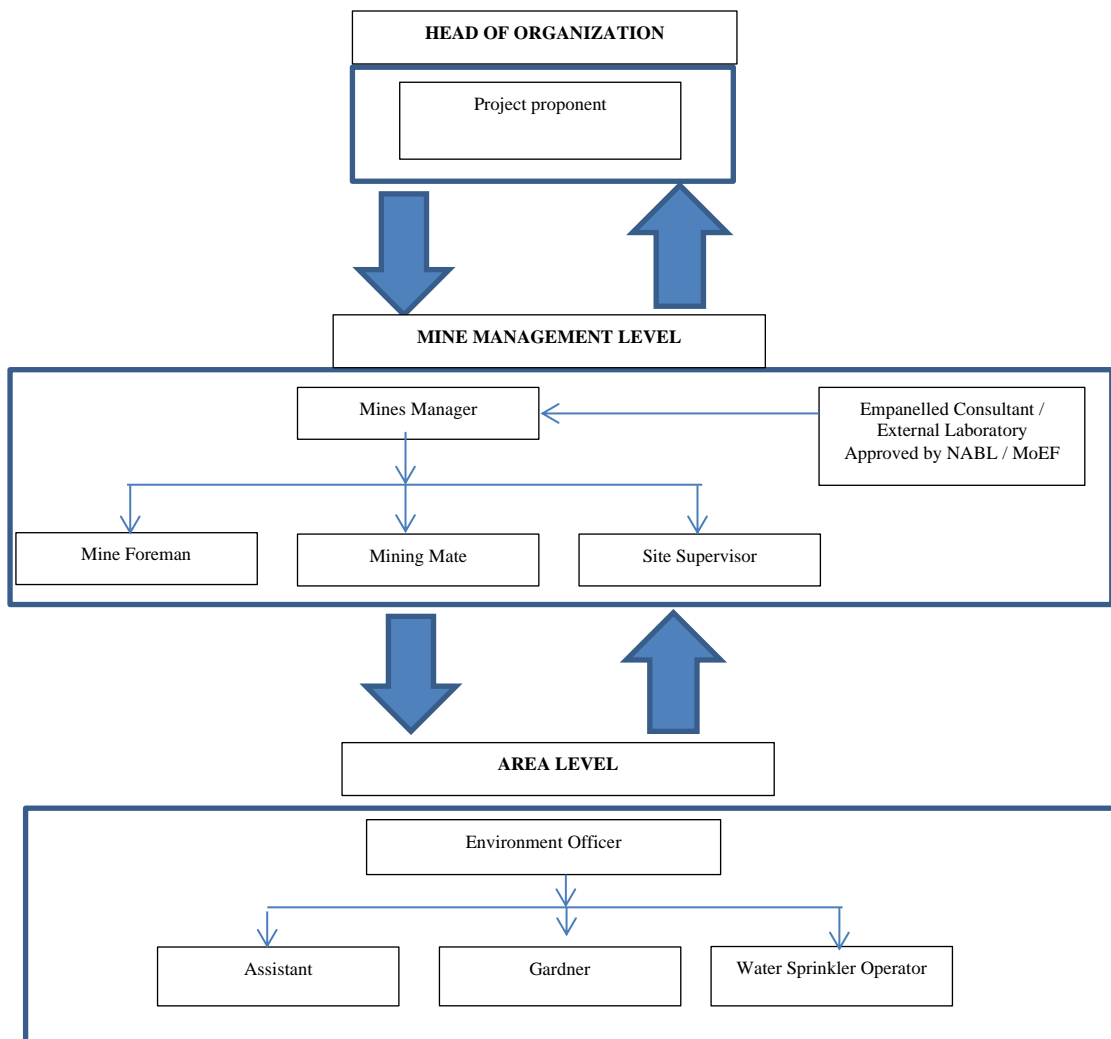 HEAD OF ORGANIZATION
Project proponent
MINE MANAGEMENT LEVEL
Mines Manager
Empanelled Consultant /
External Laboratory
Approved by NABL / MoEF
Mine Foreman
Mining Mate
Site Supervisor
AREA LEVEL
Environment Officer
Assistant
Gardner
Water Sprinkler Operator